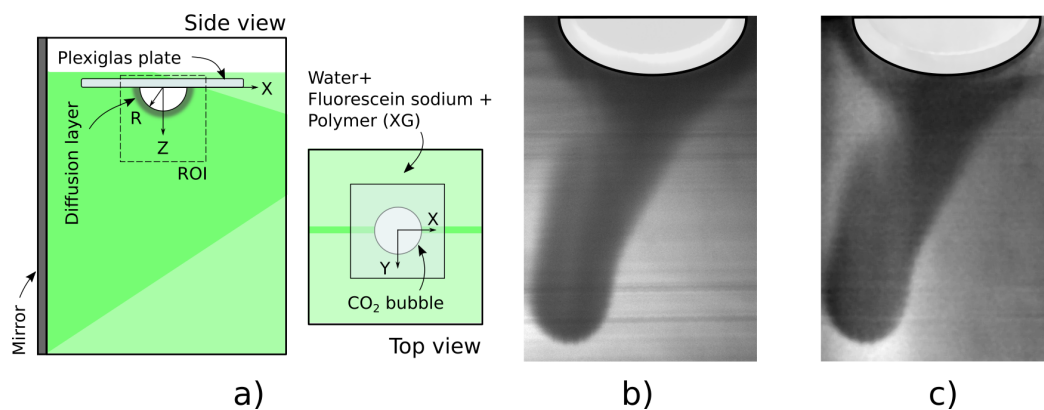 Side view
Plexiglas plate
X
R
Z
ROI
Diffusion layer
Mirror
Water+
Fluorescein sodium +
Polymer (XG)
X
Y
CO₂ bubble
Top view
a)
b)
c)